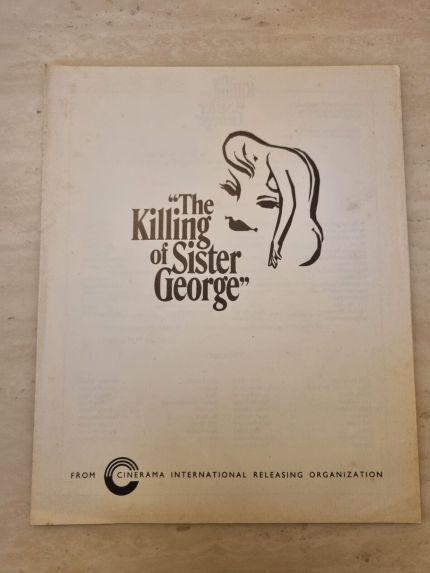 “The
Killing
of Sister
George”
FROM CINERAMA INTERNATIONAL RELEASING ORGANIZATION